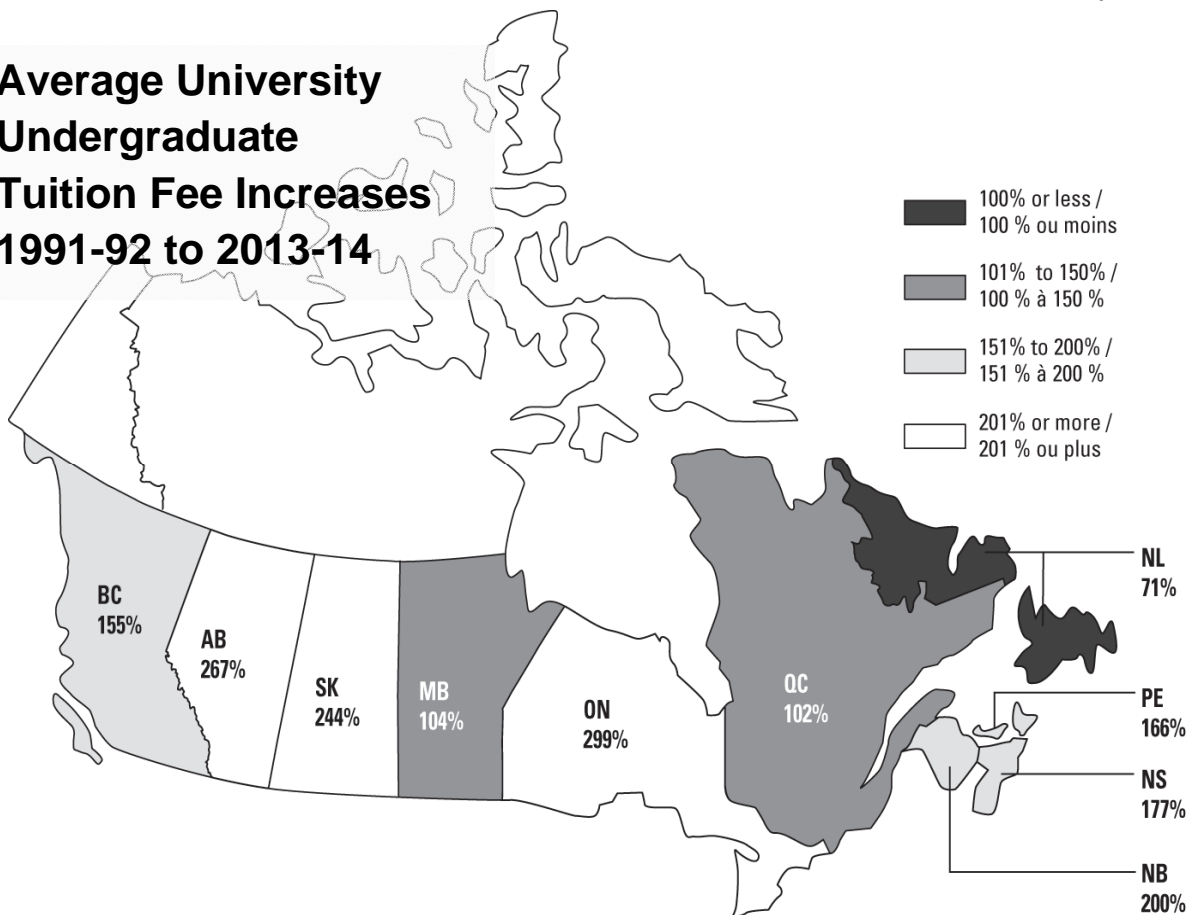 Average University
Undergraduate
Tuition Fee Increases
1991-92 to 2013-14
100% or less /
100 % ou moins
101% to 150% /
100 % à 150 %
151% to 200% /
151 % à 200 %
201% or more /
201 % ou plus
BC
155%
AB
267%
SK
244%
MB
104%
ON
299%
QC
102%
NL
71%
PE
166%
NS
177%
NB
200%